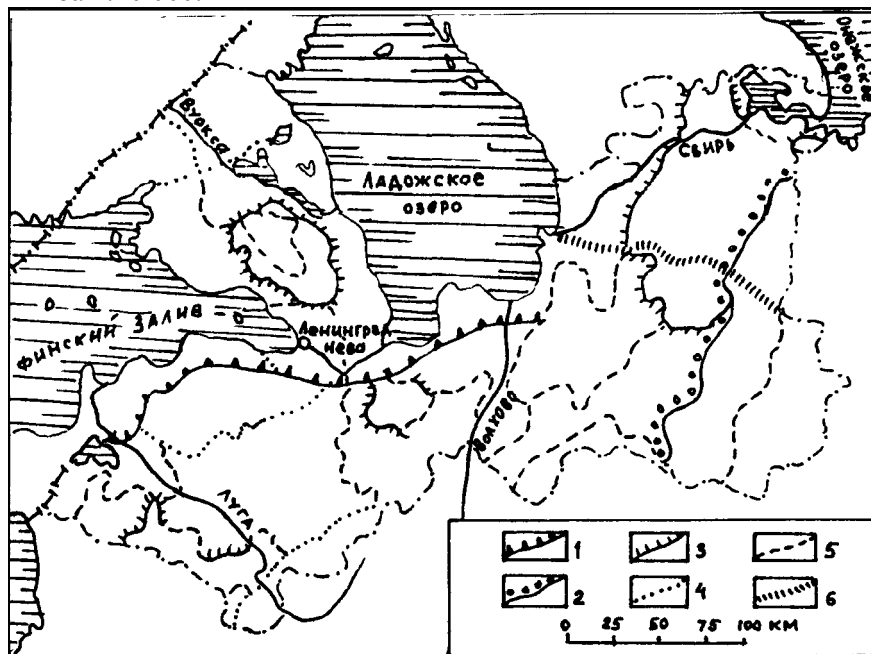 Онежское
озеро
Вуокса
Свирь
Ладожское
озеро
Финский залив
Ленинград
Нева
Волхово
Луга
1
3
5
2
4
6
0 25 50 75 100 км